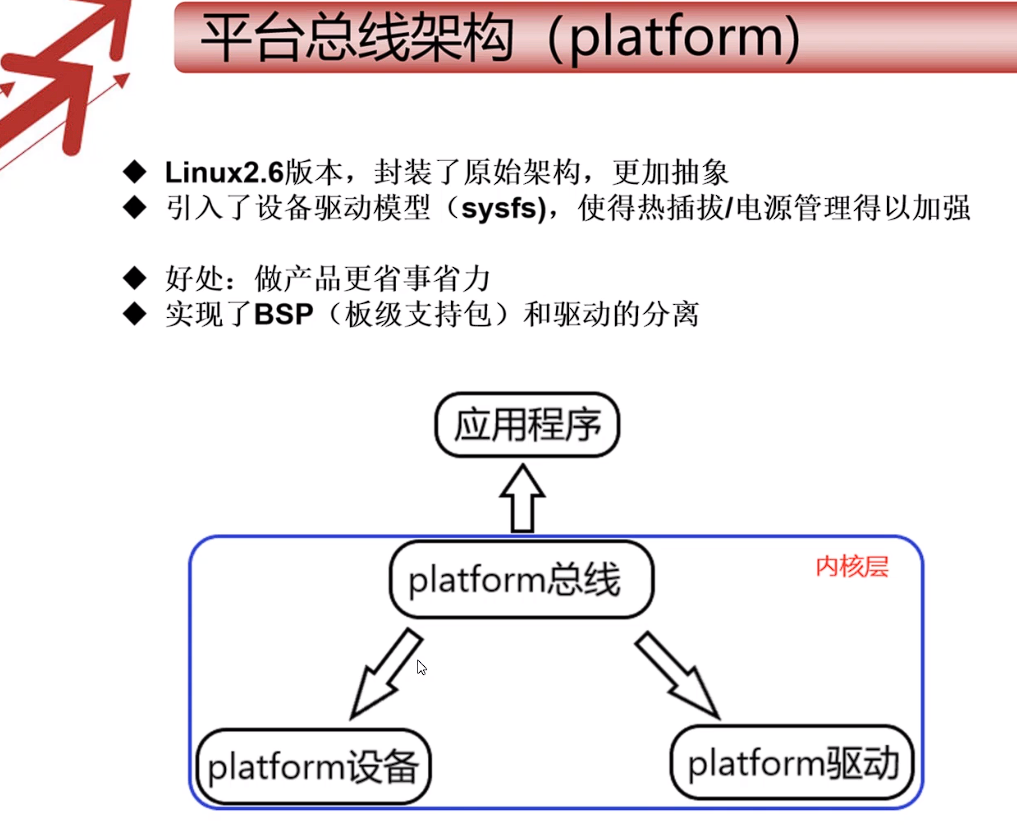 平台总线架构（platform)
◆ Linux2.6版本，封装了原始架构，更加抽象
◆ 引入了设备驱动模型（sysfs)，使得热插拔/电源管理得以加强
◆ 好处：做产品更省事省力
◆ 实现了BSP（板级支持包）和驱动的分离
应用程序
platform总线
内核层
platform设备
platform驱动